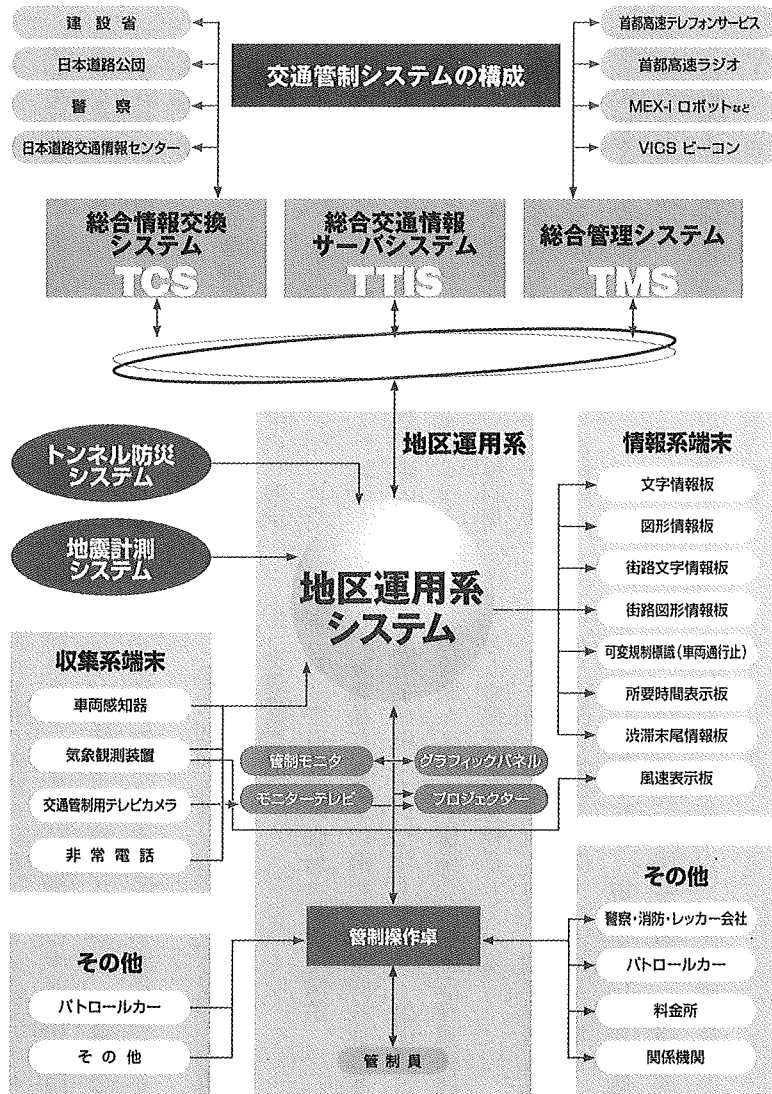 交通管制システムの構成
建設省
日本道路公団
警察
日本道路交通情報センター
首都高速テレフォンサービス
首都高速ラジオ
MEX-i ロボットなど
VICS ビーコン
総合情報交換
システム
TCS
総合交通情報
サーバシステム
TTIS
総合管理システム
TMS
地区運用系
トンネル防災
システム
地震計測
システム
地区運用系
システム
情報系端末
文字情報板
図形情報板
街路文字情報板
街路図形情報板
可変規制標識(車両通行止)
所要時間表示板
渋滞末尾情報板
風速表示板
収集系端末
車両感知器
気象観測装置
交通管制用テレビカメラ
非常電話
管制モニタ
グラフィックパネル
モニターテレビ
プロジェクター
管制操作卓
管制員
その他
パトロールカー
その他
その他
警察・消防・レッカー会社
パトロールカー
料金所
関係機関